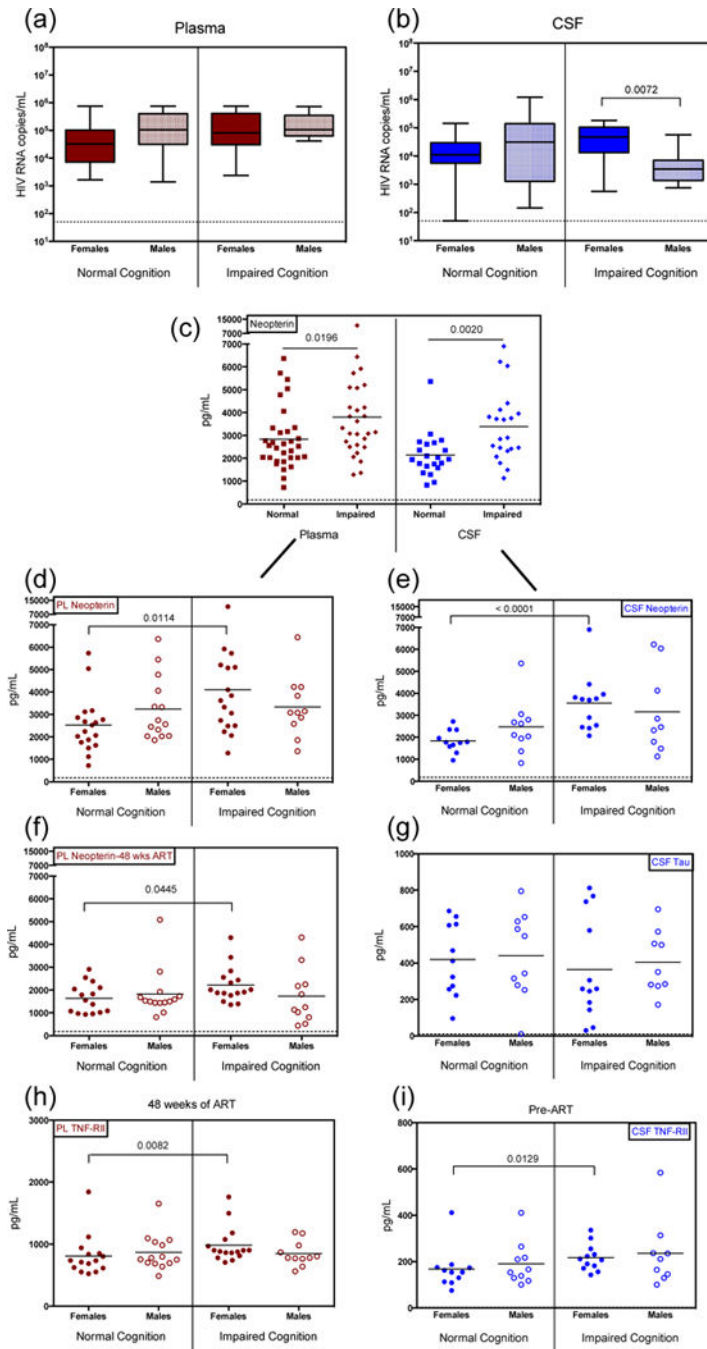 (a)
Plasma
HIV RNA copies/mL
10⁸
10⁷
10⁶
10⁵
10⁴
10³
10²
10¹
Females Males Females Males
Normal Cognition Impaired Cognition
(b)
CSF
HIV RNA copies/mL
10⁸
10⁷
10⁶
10⁵
10⁴
10³
10²
10¹
0.0072
Females Males Females Males
Normal Cognition Impaired Cognition
(c)
Neopterin
pg/mL
15000
7000
7000
6000
5000
4000
3000
2000
1000
0
0.0196
0.0020
Normal Impaired Normal Impaired
Plasma CSF
(d)
PL Neopterin
pg/mL
15000
7000
7000
6000
5000
4000
3000
2000
1000
0
0.0114
Females Males Females Males
Normal Cognition Impaired Cognition
(e)
CSF Neopterin
pg/mL
15000
7000
7000
6000
5000
4000
3000
2000
1000
0
< 0.0001
Females Males Females Males
Normal Cognition Impaired Cognition
(f)
PL Neopterin-48 wks ART
pg/mL
15000
7000
7000
6000
5000
4000
3000
2000
1000
0
0.0445
Females Males Females Males
Normal Cognition Impaired Cognition
(g)
CSF Tau
pg/mL
1000
800
600
400
200
0
Females Males Females Males
Normal Cognition Impaired Cognition
(h)
48 weeks of ART
PL TNF-RII
pg/mL
3000
2000
1000
0
0.0082
Females Males Females Males
Normal Cognition Impaired Cognition
(i)
Pre-ART
CSF TNF-RII
pg/mL
800
600
400
200
0
0.0129
Females Males Females Males
Normal Cognition Impaired Cognition